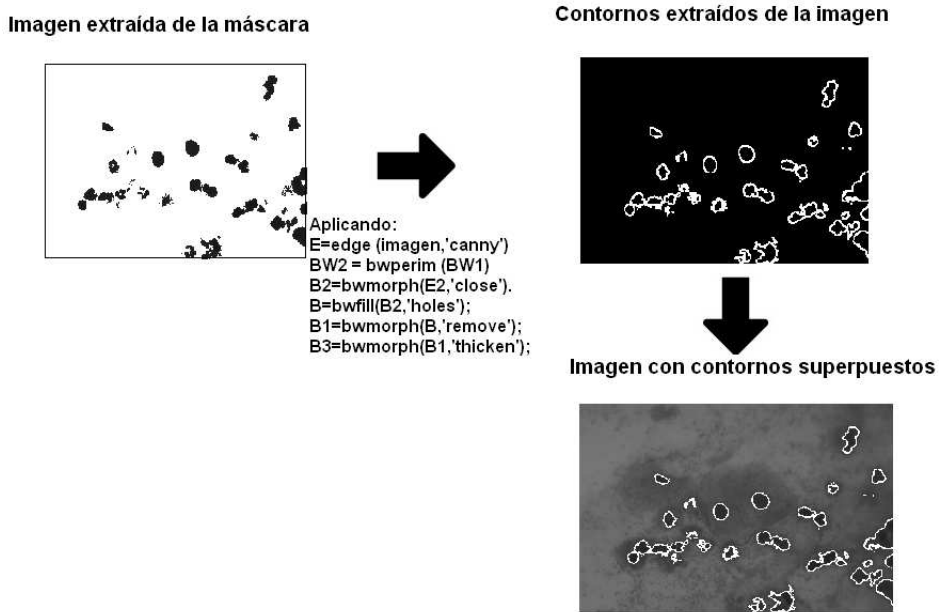 Imagen extraída de la máscara
Contornos extraídos de la imagen
Aplicando:
E=edge (imagen,'canny')
BW2 = bwperim (BW1)
B2=bwmorph(E2,'close').
B=bwfill(B2,'holes');
B1=bwmorph(B,'remove');
B3=bwmorph(B1,'thicken');
Imagen con contornos superpuestos